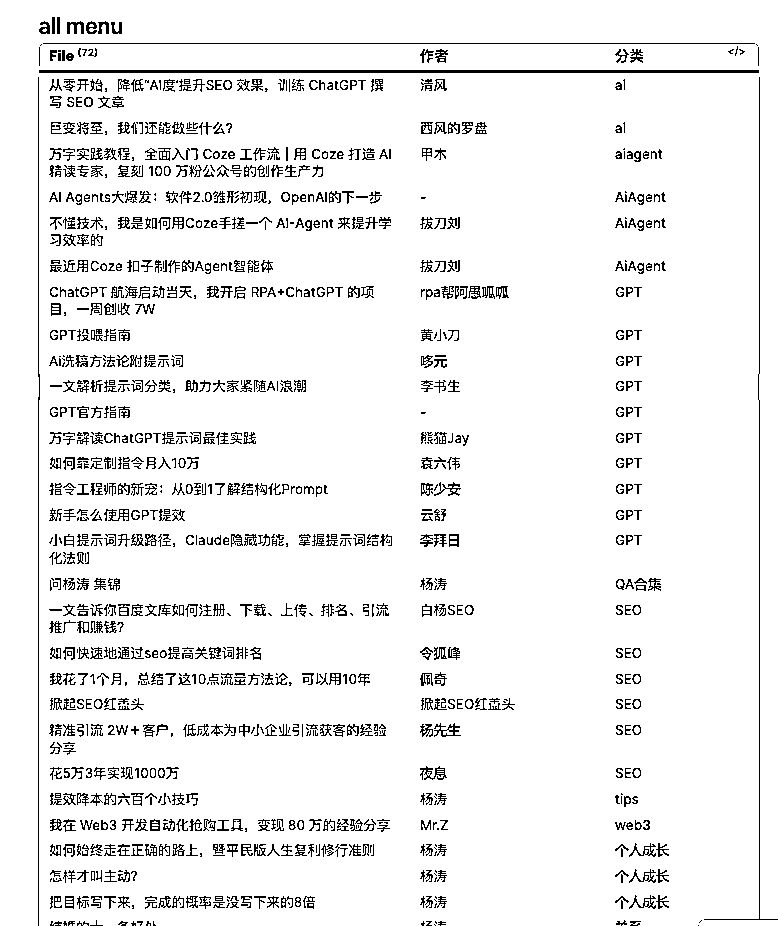 all menu
File (72) 作者 分类 </>
从零开始，降低“AI度”提升SEO 效果，训练 ChatGPT 撰 清风 ai
写 SEO 文章
巨变将至，我们还能做些什么？ 西风的罗盘 ai
万字实践教程，全面入门 Coze 工作流 | 用 Coze 打造 AI 甲木 aiagent
精读专家，复刻 100 万粉公众号的创作生产力
AI Agents大爆发：软件2.0雏形初现，OpenAI的下一步 - AiAgent
不懂技术，我是如何用Coze手搓一个 AI-Agent 来提升学 拔刀刘 AiAgent
习效率的
最近用Coze 扣子制作的Agent智能体 拔刀刘 AiAgent
ChatGPT 航海启动当天，我开启 RPA+ChatGPT 的项 rpa帮阿愚呱呱 GPT
目，一周创收 7W
GPT投喂指南 黄小刀 GPT
Ai洗稿方法论附提示词 哆元 GPT
一文解析提示词分类，助力大家紧随AI浪潮 李书生 GPT
GPT官方指南 - GPT
万字解读ChatGPT提示词最佳实践 熊猫Jay GPT
如何靠定制指令月入10万 袁六伟 GPT
指令工程师的新宠：从0到1了解结构化Prompt 陈少安 GPT
新手怎么使用GPT提效 云舒 GPT
小白提示词升级路径，Claude隐藏功能，掌握提示词结构 李拜日 GPT
化法则
问杨涛 集锦 杨涛 QA合集
一文告诉你百度文库如何注册、下载、上传、排名、引流 白杨SEO SEO
推广和赚钱？
如何快速地通过seo提高关键词排名 令狐峰 SEO
我花了1个月，总结了这10点流量方法论，可以用10年 佩奇 SEO
掀起SEO红盖头 掀起SEO红盖头 SEO
精准引流 2W+客户，低成本为中小企业引流获客的经验 杨先生 SEO
分享
花5万3年实现1000万 夜息 SEO
提效降本的六百个小技巧 杨涛 tips
我在 Web3 开发自动化抢购工具，变现 80 万的经验分享 Mr.Z web3
如何始终走在正确的路上，暨平民版人生复利修行准则 杨涛 个人成长
怎样才叫主动？ 杨涛 个人成长
把目标写下来，完成的概率是没写下来的8倍 杨涛 个人成长